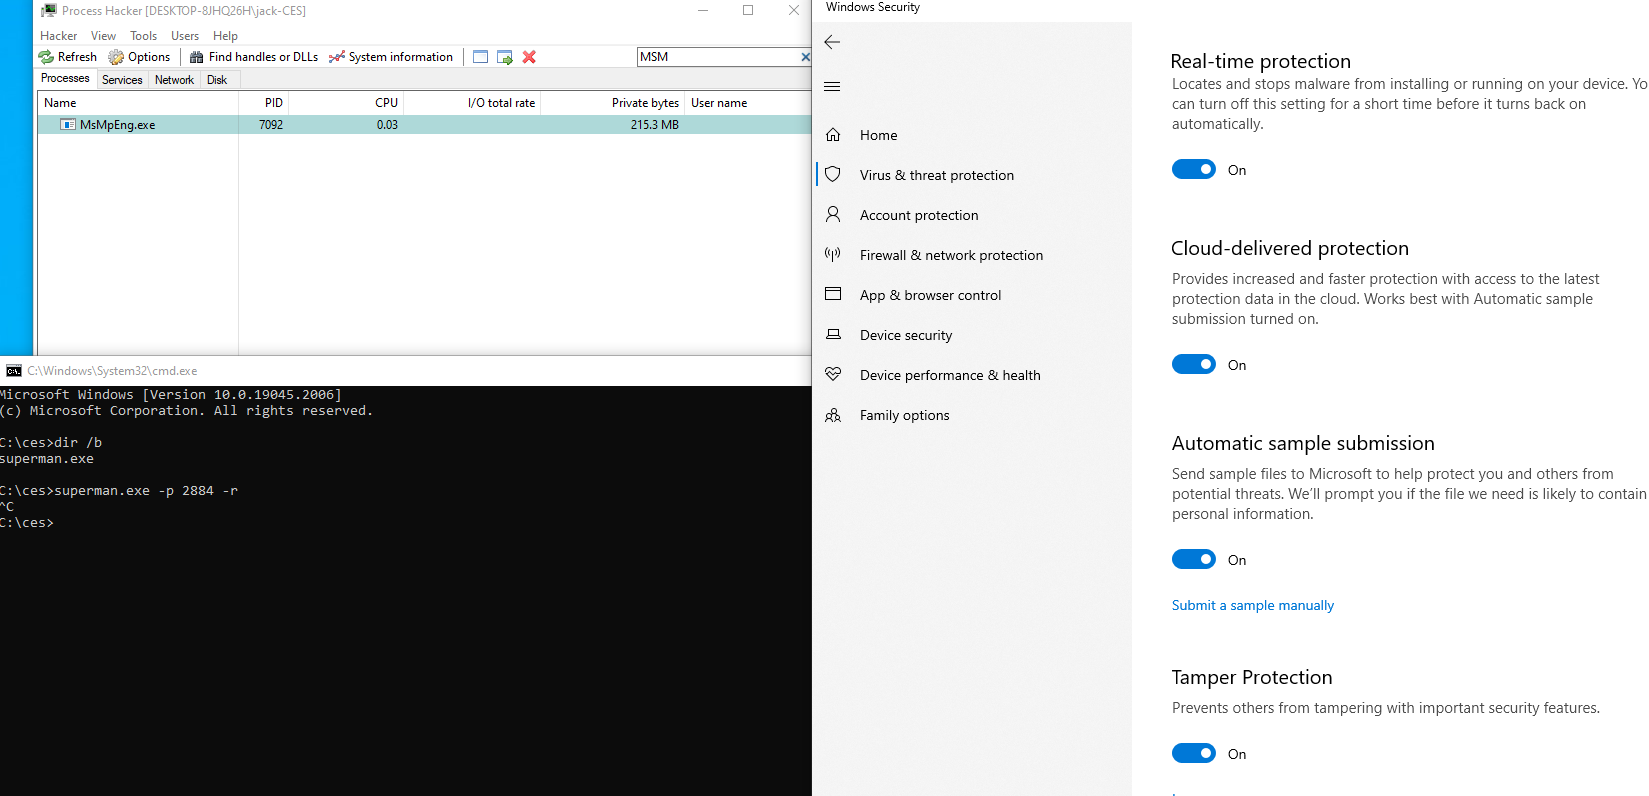 Process Hacker [DESKTOP-8JHQ26H\jack-CES]
Hacker View Tools Users Help
Refresh Options Find handles or DLLs System information MSM
Processes Services Network Disk
Name PID CPU I/O total rate Private bytes User name
MsMpEng.exe 7092 0.03 215.3 MB
C:\Windows\System32\cmd.exe
Microsoft Windows [Version 10.0.19045.2006]
(c) Microsoft Corporation. All rights reserved.
C:\ces>dir /b
superman.exe
C:\ces>superman.exe -p 2884 -r
^C
C:\ces>
Windows Security
Home
Virus & threat protection
Account protection
Firewall & network protection
App & browser control
Device security
Device performance & health
Family options
Real-time protection
Locates and stops malware from installing or running on your device. Yo
can turn off this setting for a short time before it turns back on
automatically.
On
Cloud-delivered protection
Provides increased and faster protection with access to the latest
protection data in the cloud. Works best with Automatic sample
submission turned on.
On
Automatic sample submission
Send sample files to Microsoft to help protect you and others from
potential threats. We'll prompt you if the file we need is likely to contain
personal information.
On
Submit a sample manually
Tamper Protection
Prevents others from tampering with important security features.
On